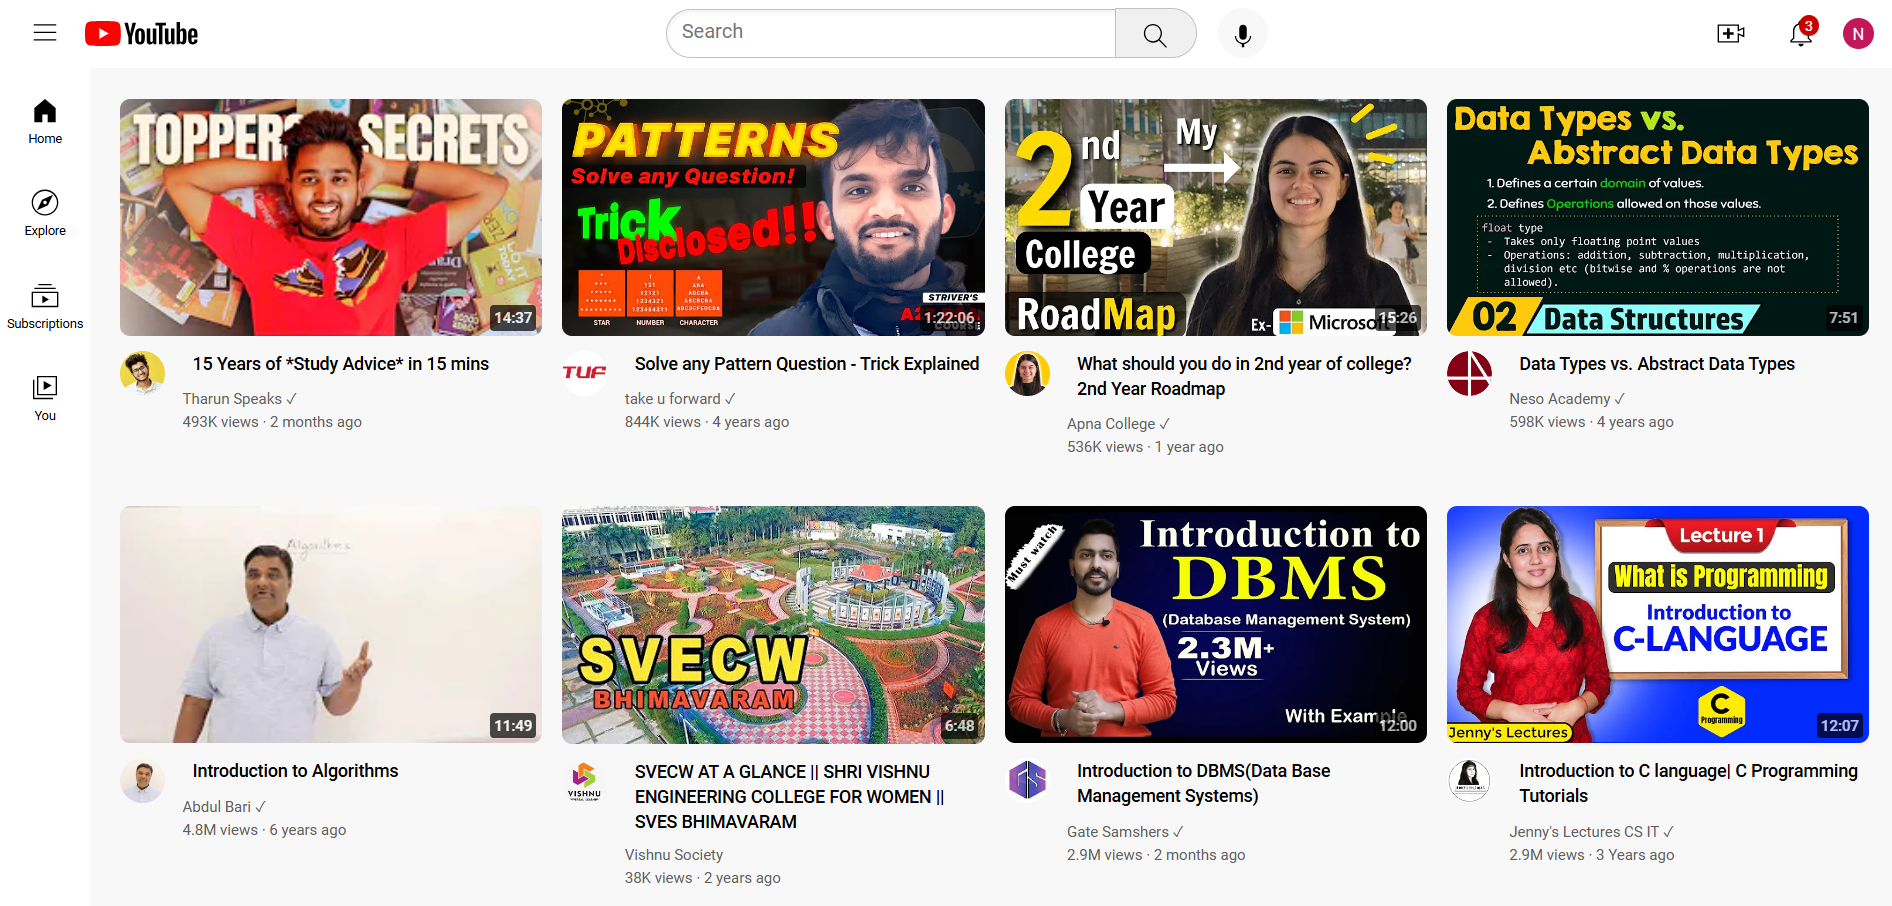 YouTube
Search
3
N
Home
Explore
Subscriptions
You
TOPPER SECRETS
14:37
15 Years of *Study Advice* in 15 mins
Tharun Speaks ✓
493K views · 2 months ago
PATTERNS
Solve any Question!
Trick
Disclosed!!
STAR NUMBER CHARACTER
STRIVER'S
1:22:06
Solve any Pattern Question - Trick Explained
TUF
take u forward ✓
844K views · 4 years ago
2nd My
Year
College
RoadMap
Ex- Microsoft
15:26
What should you do in 2nd year of college?
2nd Year Roadmap
Apna College ✓
536K views · 1 year ago
Data Types vs.
Abstract Data Types
1. Defines a certain domain of values.
2. Defines Operations allowed on those values.
float type
- Takes only floating point values
- Operations: addition, subtraction, multiplication,
division etc (bitwise and % operations are not
allowed).
02 Data Structures
7:51
Data Types vs. Abstract Data Types
Neso Academy ✓
598K views · 4 years ago
Algorithms
11:49
Introduction to Algorithms
Abdul Bari ✓
4.8M views · 6 years ago
SVECW
BHIMAVARAM
6:48
VISHNU
SVECW AT A GLANCE || SHRI VISHNU
ENGINEERING COLLEGE FOR WOMEN ||
SVES BHIMAVARAM
Vishnu Society
38K views · 2 years ago
Must watch
Introduction to
DBMS
(Database Management System)
2.3M+
Views
With Example
12:00
Introduction to DBMS(Data Base
Management Systems)
Gate Samshers ✓
2.9M views · 2 months ago
Lecture 1
What is Programming
Introduction to
C-LANGUAGE
C
Programming
Jenny's Lectures
12:07
Introduction to C language| C Programming
Tutorials
Jenny's Lectures CS IT ✓
2.9M views · 3 Years ago